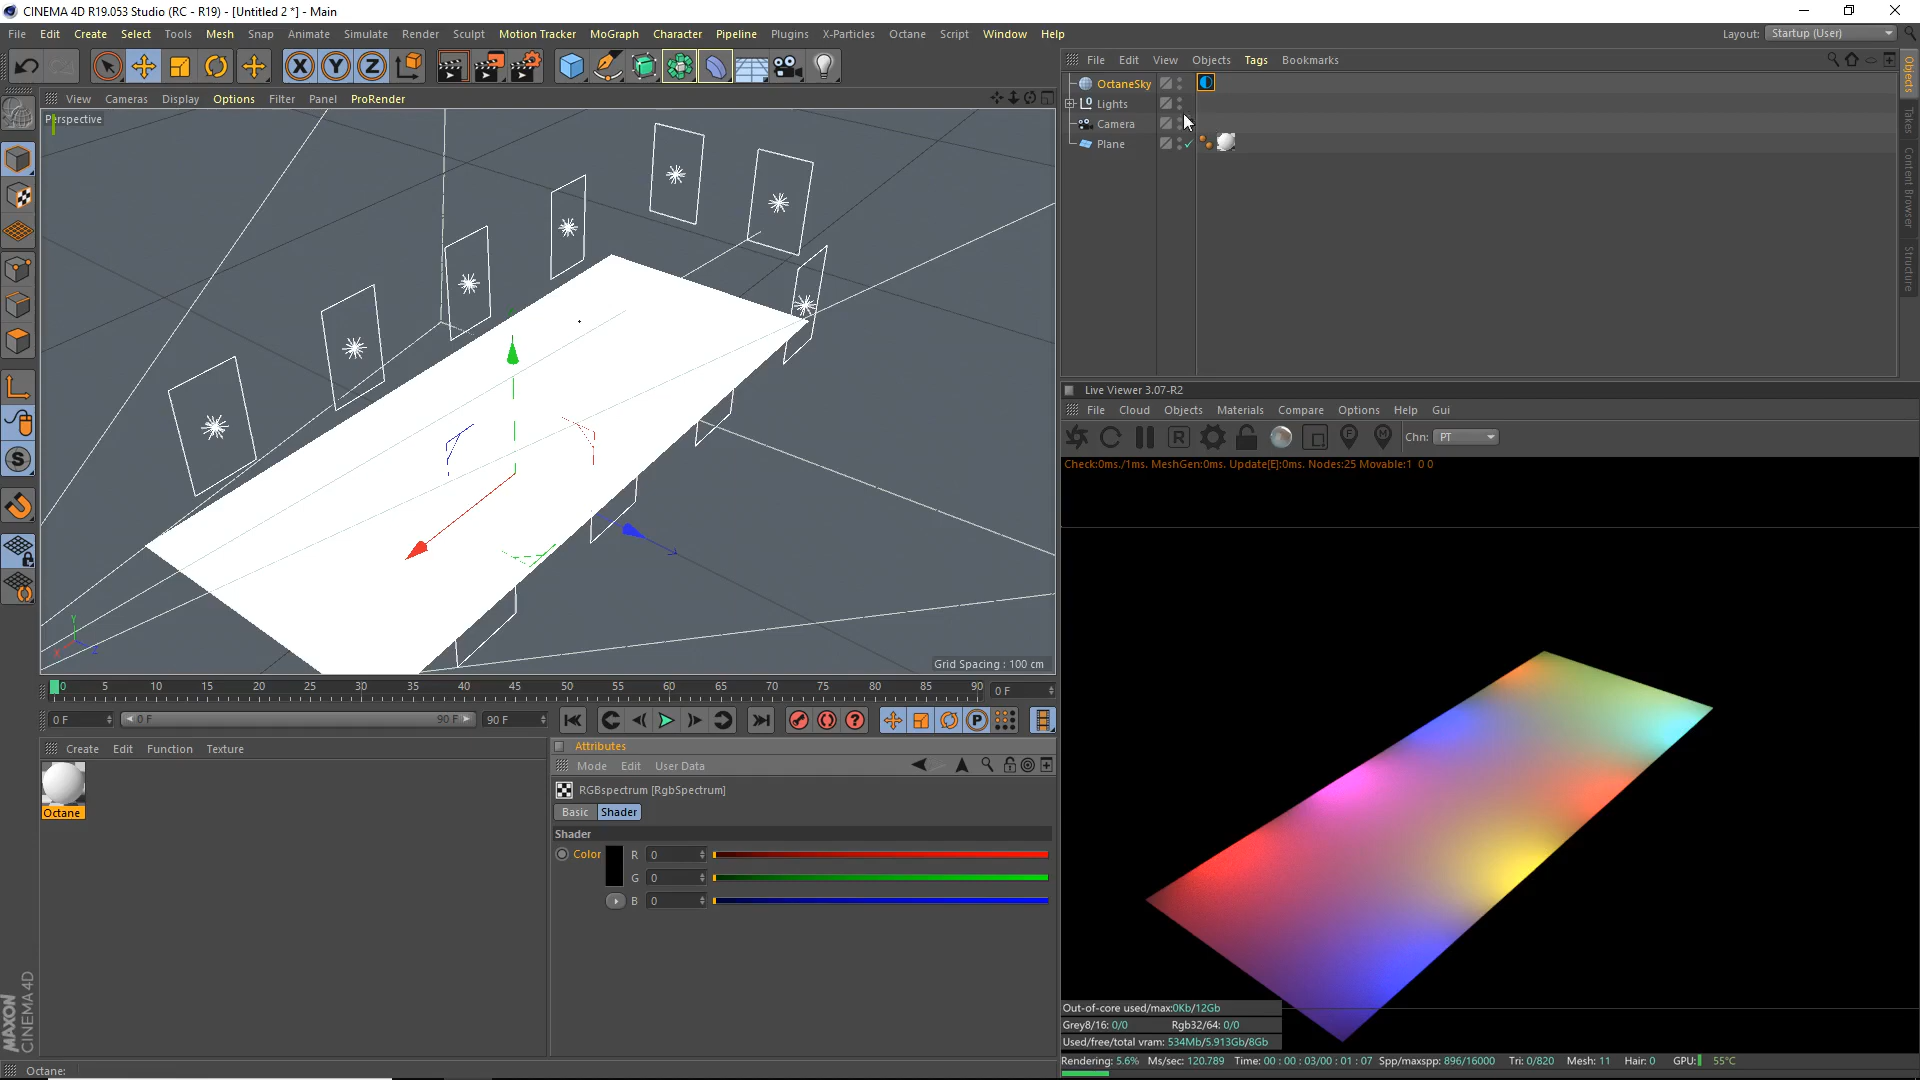 CINEMA 4D R19.053 Studio (RC - R19) - [Untitled 2 *] - Main
File Edit Create Select Tools Mesh Snap Animate Simulate Render Sculpt Motion Tracker MoGraph Character Pipeline Plugins X-Particles Octane Script Window Help
Layout: Startup (User)
File Edit View Objects Tags Bookmarks
OctaneSky
Lights
Camera
Plane
Objects
Takes
Content Browser
Structure
View Cameras Display Options Filter Panel ProRender
Perspective
Grid Spacing : 100 cm
Live Viewer 3.07-R2
File Cloud Objects Materials Compare Options Help Gui
Chn: PT
Check:0ms./1ms. MeshGen:0ms. Update[E]:0ms. Nodes:25 Movable:1 0 0
0 5 10 15 20 25 30 35 40 45 50 55 60 65 70 75 80 85 90 0 F
0 F 0 F 90 F 90 F
Create Edit Function Texture
Octane
Attributes
Mode Edit User Data
RGBspectrum [RgbSpectrum]
Basic Shader
Shader
Color R 0
G 0
B 0
Out-of-core used/max:0Kb/12Gb
Grey8/16: 0/0 Rgb32/64: 0/0
Used/free/total vram: 534Mb/5.913Gb/8Gb
Rendering: 5.6% Ms/sec: 120.789 Time: 00 : 00 : 03/00 : 01 : 07 Spp/maxspp: 896/16000 Tri: 0/820 Mesh: 11 Hair: 0 GPU: 55°C
MAXON
CINEMA 4D
Octane: